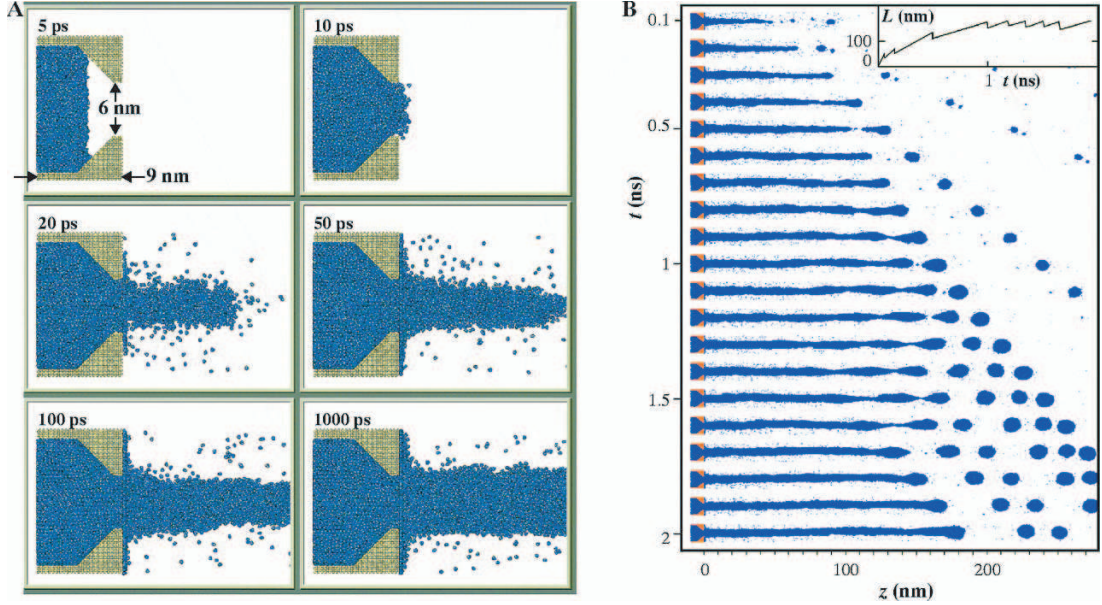 A
5 ps
6 nm
9 nm
10 ps
20 ps
50 ps
100 ps
1000 ps
B
0.1
0.5
1
1.5
2
t (ns)
L (nm)
100
0
1 t (ns)
0 100 200
z (nm)